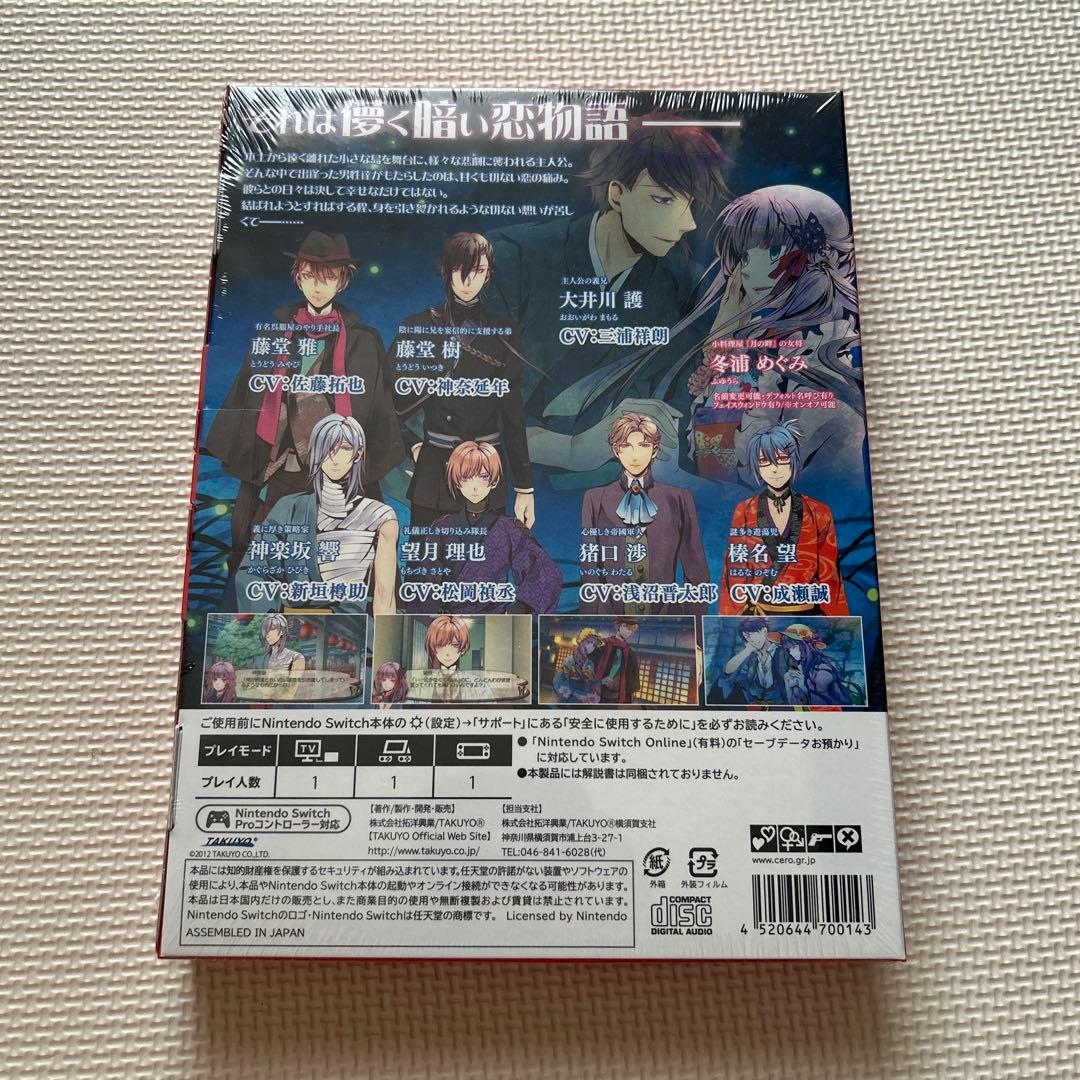 それは儚く暗い恋物語――
本土から遠く離れた小さな島を舞台に、様々な悲劇に襲われる主人公。
そんな中で出逢った男性達がもたらしたのは、甘くも切ない恋の痛み。
彼らとの日々は決して幸せなだけではない。
結ばれようとすればする程、身を引き裂かれるような切ない想いが苦し
くて――……
主人公の義兄
大井川 護
おおいがわ まもる
CV:三浦祥朗
有名呉服屋のやり手社長
藤堂 雅
とうどう みやび
CV:佐藤拓也
陰に陽に兄を妄信的に支援する弟
藤堂 樹
とうどう いつき
CV:神奈延年
小料理屋『月の畔』の女将
冬浦 めぐみ
ふゆうら
名前変更可能・デフォルト名呼び有り
フェイスウィンドウ有り/※オンオフ可能
義に厚き策略家
神楽坂 響
かぐらざか ひびき
CV:新垣樽助
礼儀正しき切り込み隊長
望月 理也
もちづき さとや
CV:松岡禎丞
心優しき帝國軍人
猪口 渉
いのぐち わたる
CV:浅沼晋太郎
謎多き遊蕩児
榛名 望
はるな のぞむ
CV:成瀬誠
ご使用前にNintendo Switch本体の(設定)→「サポート」にある「安全に使用するために」を必ずお読みください。
プレイモード TV
プレイ人数 1 1 1
●「Nintendo Switch Online」(有料)の「セーブデータお預かり」
に対応しています。
●本製品には解説書は同梱されておりません。
Nintendo Switch
Proコントローラー対応
TAKUYO®
©2012 TAKUYO CO.,LTD.
【著作/製作・開発・販売】
株式会社拓洋興業/TAKUYO®
【TAKUYO Official Web Site】
http://www.takuyo.co.jp/
【担当支社】
株式会社拓洋興業/TAKUYO®横須賀支社
神奈川県横須賀市浦上台3-27-1
TEL:046-841-6028(代)
www.cero.gr.jp
本品には知的財産権を保護するセキュリティが組み込まれています。任天堂の許諾がない装置やソフトウェアの
使用により、本品やNintendo Switch本体の起動やオンライン接続ができなくなる可能性があります。
本品は日本国内だけの販売とし、また商業目的の使用や無断複製および賃貸は禁止されています。
Nintendo Switchのロゴ・Nintendo Switchは任天堂の商標です。 Licensed by Nintendo
ASSEMBLED IN JAPAN
紙
外箱
プラ
外装フィルム
COMPACT
disc
DIGITAL AUDIO
4 520644 700143